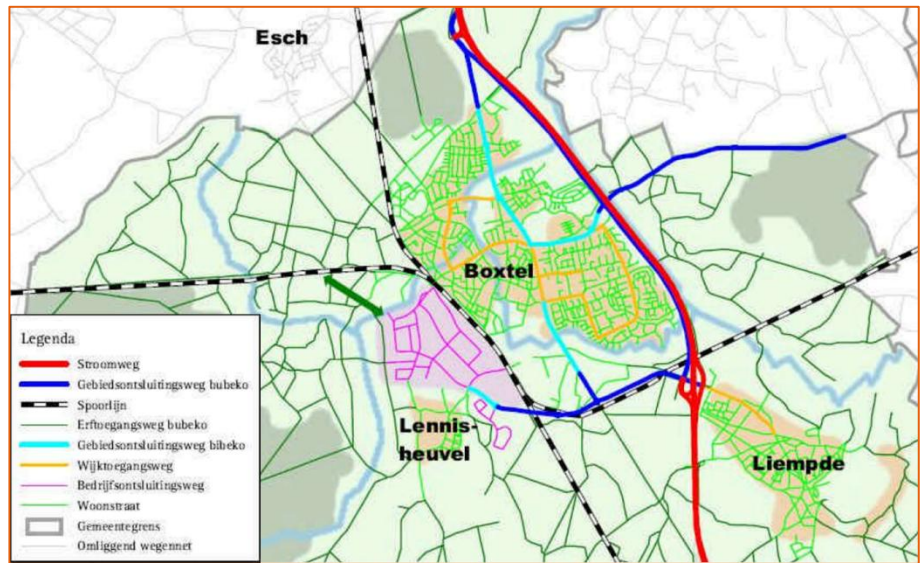 Esch
Boxtel
Lennis-
heuvel
Liempde
Legenda
Stroomweg
Gebiedsontsluitingsweg bubeko
Spoorlijn
Erftoegangsweg bubeko
Gebiedsontsluitingsweg bibeko
Wijktoegangsweg
Bedrijfsontsluitingsweg
Woonstraat
Gemeentegrens
Omliggend wegennet